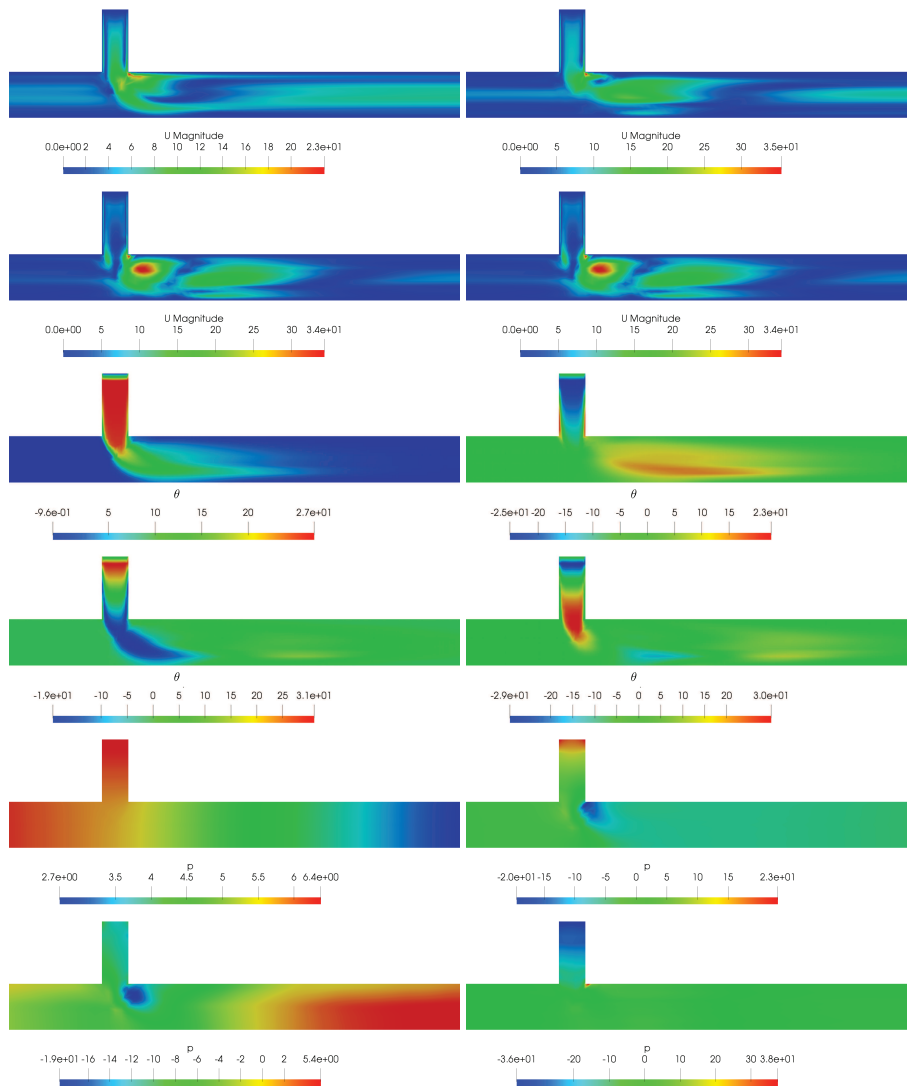 U Magnitude U Magnitude
0.0e+00 2 4 6 8 10 12 14 16 18 20 2.3e+01 0.0e+00 5 10 15 20 25 30 3.5e+01
U Magnitude U Magnitude
0.0e+00 5 10 15 20 25 30 3.4e+01 0.0e+00 5 10 15 20 25 30 3.4e+01
θ θ
-9.6e-01 5 10 15 20 2.7e+01 -2.5e+01 -20 -15 -10 -5 0 5 10 15 2.3e+01
θ θ
-1.9e+01 -10 -5 0 5 10 15 20 25 3.1e+01 -2.9e+01 -20 -15 -10 -5 0 5 10 15 20 3.0e+01
p p
2.7e+00 3.5 4 4.5 5 5.5 6 6.4e+00 -2.0e+01 -15 -10 -5 0 5 10 15 2.3e+01
p p
-1.9e+01 -16 -14 -12 -10 -8 -6 -4 -2 0 2 5.4e+00 -3.6e+01 -20 -10 0 10 20 30 3.8e+01